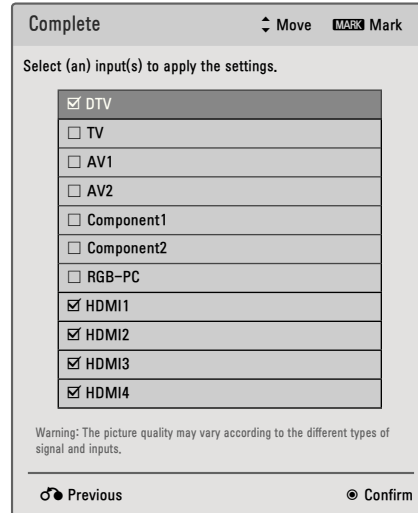 Complete Move MARK Mark
Select (an) input(s) to apply the settings.
DTV
TV
AV1
AV2
Component1
Component2
RGB-PC
HDMI1
HDMI2
HDMI3
HDMI4
Warning: The picture quality may vary according to the different types of
signal and inputs.
Previous Confirm